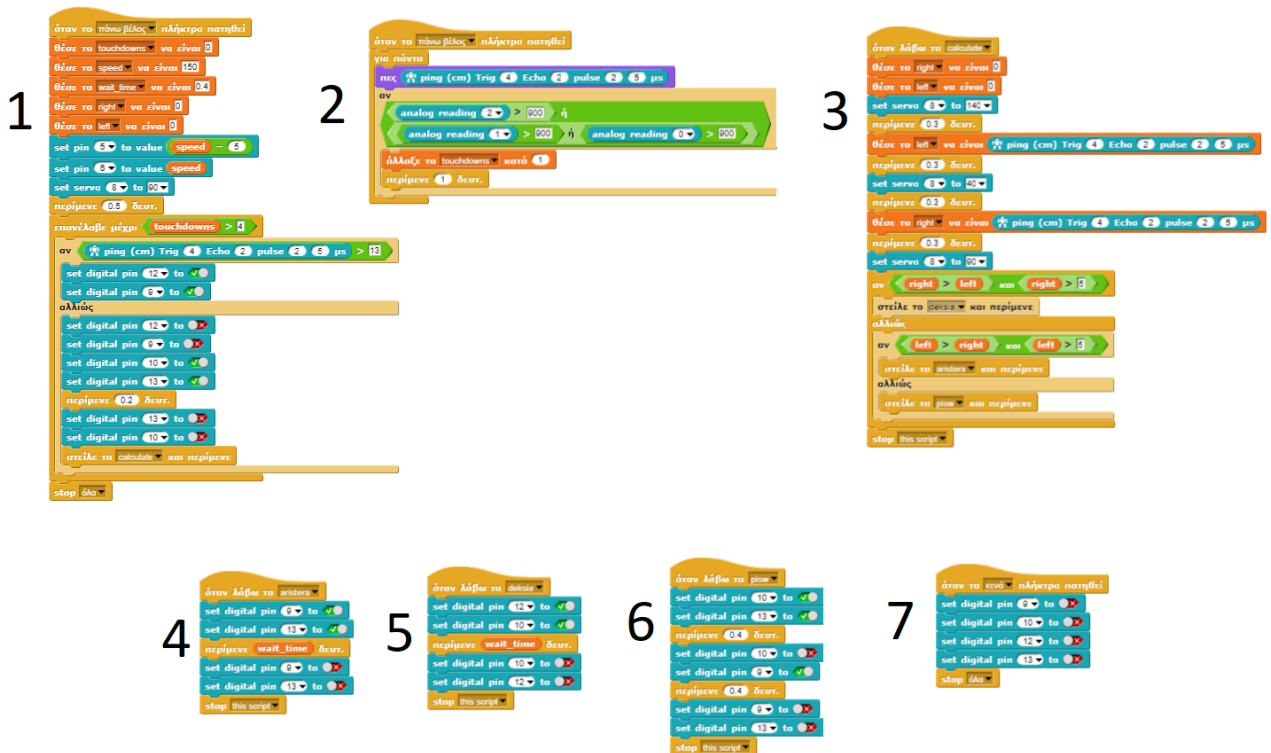 1
όταν το πάνω βέλος πλήκτρο πατηθεί
θέσε το touchdowns να είναι 0
θέσε το speed να είναι 150
θέσε το wait_time να είναι 0.4
θέσε το right να είναι 0
θέσε το left να είναι 0
set pin 5 to value speed - 5
set pin 6 to value speed
set servo 8 to 90
περίμενε 0.5 δευτ.
επανέλαβε μέχρι touchdowns > 4
αν ping (cm) Trig 4 Echo 2 pulse 2 5 μs > 13
set digital pin 12 to
set digital pin 9 to
αλλιώς
set digital pin 12 to
set digital pin 9 to
set digital pin 10 to
set digital pin 13 to
περίμενε 0.2 δευτ.
set digital pin 13 to
set digital pin 10 to
στείλε το calculate και περίμενε
stop όλα
2
όταν το πάνω βέλος πλήκτρο πατηθεί
για πάντα
πες ping (cm) Trig 4 Echo 2 pulse 2 5 μs
αν
analog reading 2 > 900 ή
analog reading 1 > 900 ή analog reading 0 > 900
άλλαξε το touchdowns κατά 1
περίμενε 1 δευτ.
3
όταν λάβω το calculate
θέσε το right να είναι 0
θέσε το left να είναι 0
set servo 8 to 140
περίμενε 0.3 δευτ.
θέσε το left να είναι ping (cm) Trig 4 Echo 2 pulse 2 5 μs
περίμενε 0.3 δευτ.
set servo 8 to 40
περίμενε 0.3 δευτ.
θέσε το right να είναι ping (cm) Trig 4 Echo 2 pulse 2 5 μs
περίμενε 0.3 δευτ.
set servo 8 to 90
αν right > left και right > 5
στείλε το deksia και περίμενε
αλλιώς
αν left > right και left > 5
στείλε το aristera και περίμενε
αλλιώς
στείλε το pisw και περίμενε
stop this script
4
όταν λάβω το aristera
set digital pin 9 to
set digital pin 13 to
περίμενε wait_time δευτ.
set digital pin 9 to
set digital pin 13 to
stop this script
5
όταν λάβω το deksia
set digital pin 12 to
set digital pin 10 to
περίμενε wait_time δευτ.
set digital pin 10 to
set digital pin 12 to
stop this script
6
όταν λάβω το pisw
set digital pin 10 to
set digital pin 13 to
περίμενε 0.4 δευτ.
set digital pin 10 to
set digital pin 9 to
περίμενε 0.4 δευτ.
set digital pin 9 to
set digital pin 13 to
stop this script
7
όταν το κενό πλήκτρο πατηθεί
set digital pin 9 to
set digital pin 10 to
set digital pin 12 to
set digital pin 13 to
stop όλα